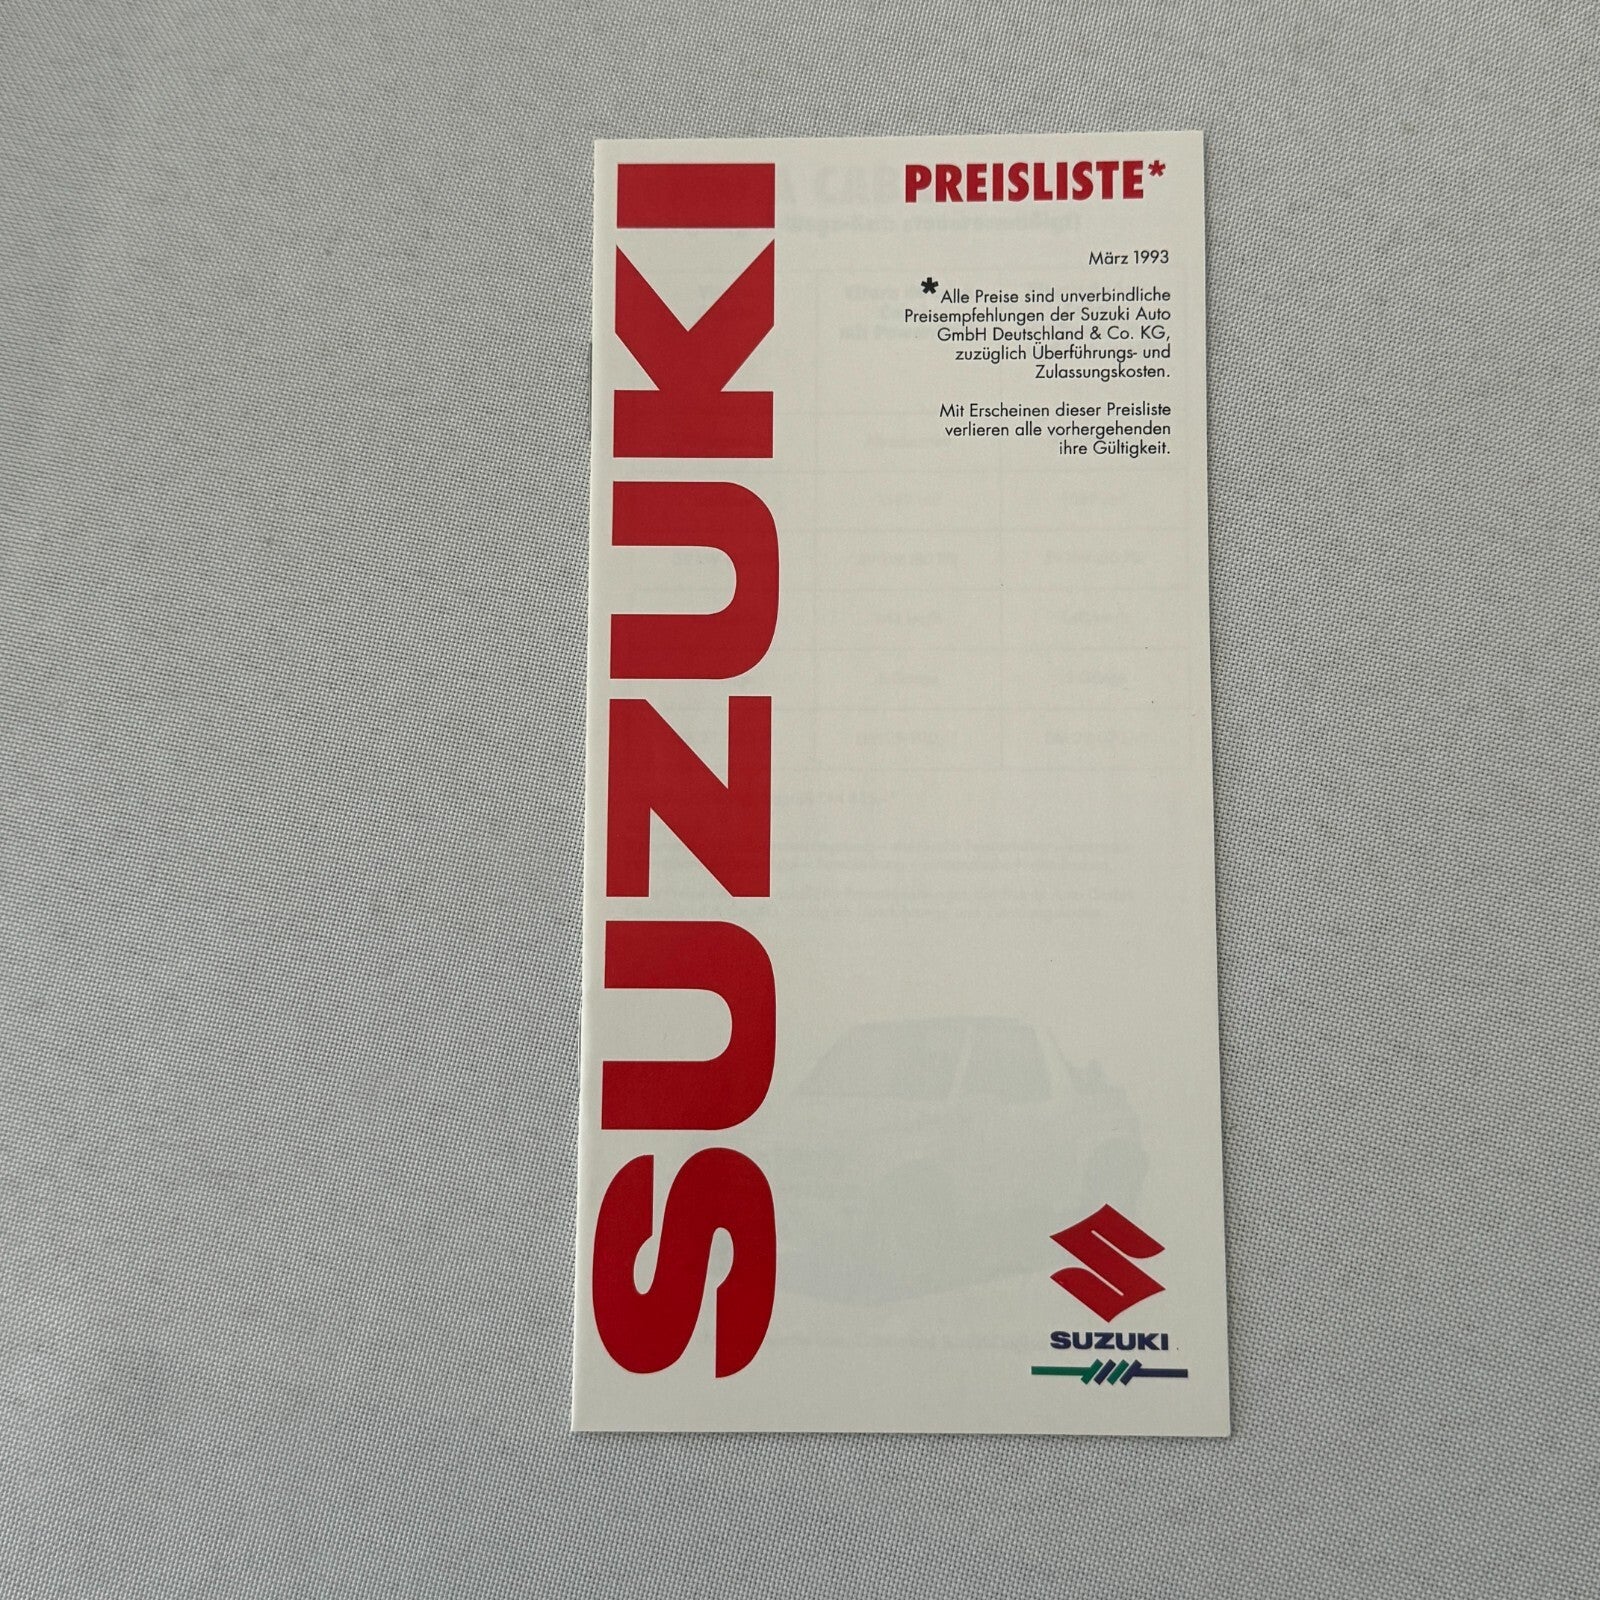 SUZUKI
PREISLISTE*
März 1993
*Alle Preise sind unverbindliche
Preisempfehlungen der Suzuki Auto
GmbH Deutschland & Co. KG,
zuzüglich Überführungs- und
Zulassungskosten.
Mit Erscheinen dieser Preisliste
verlieren alle vorhergehenden
ihre Gültigkeit.
SUZUKI